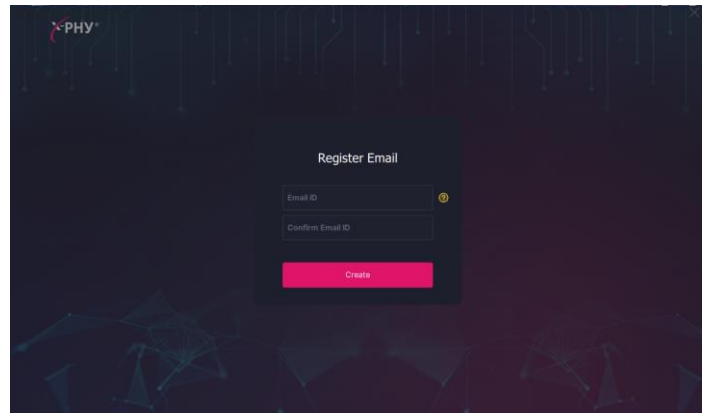 X-PHY®
Register Email
Email ID
?
Confirm Email ID
Create